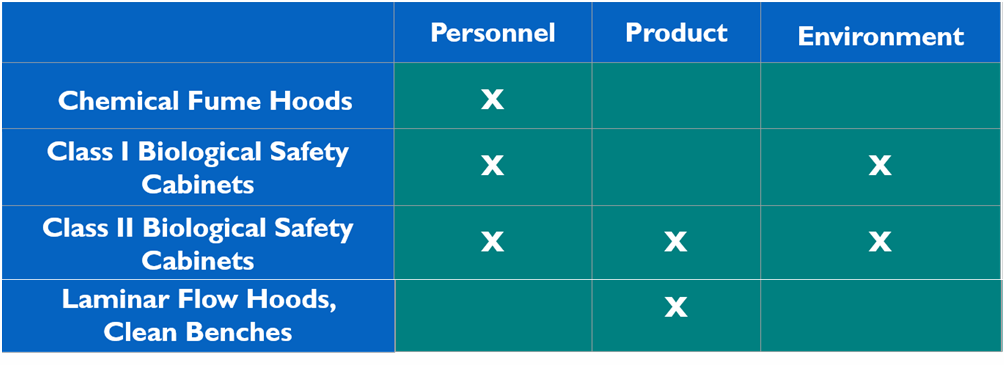 Personnel Product Environment
Chemical Fume Hoods X
Class I Biological Safety
Cabinets X X
Class II Biological Safety
Cabinets X X X
Laminar Flow Hoods,
Clean Benches X